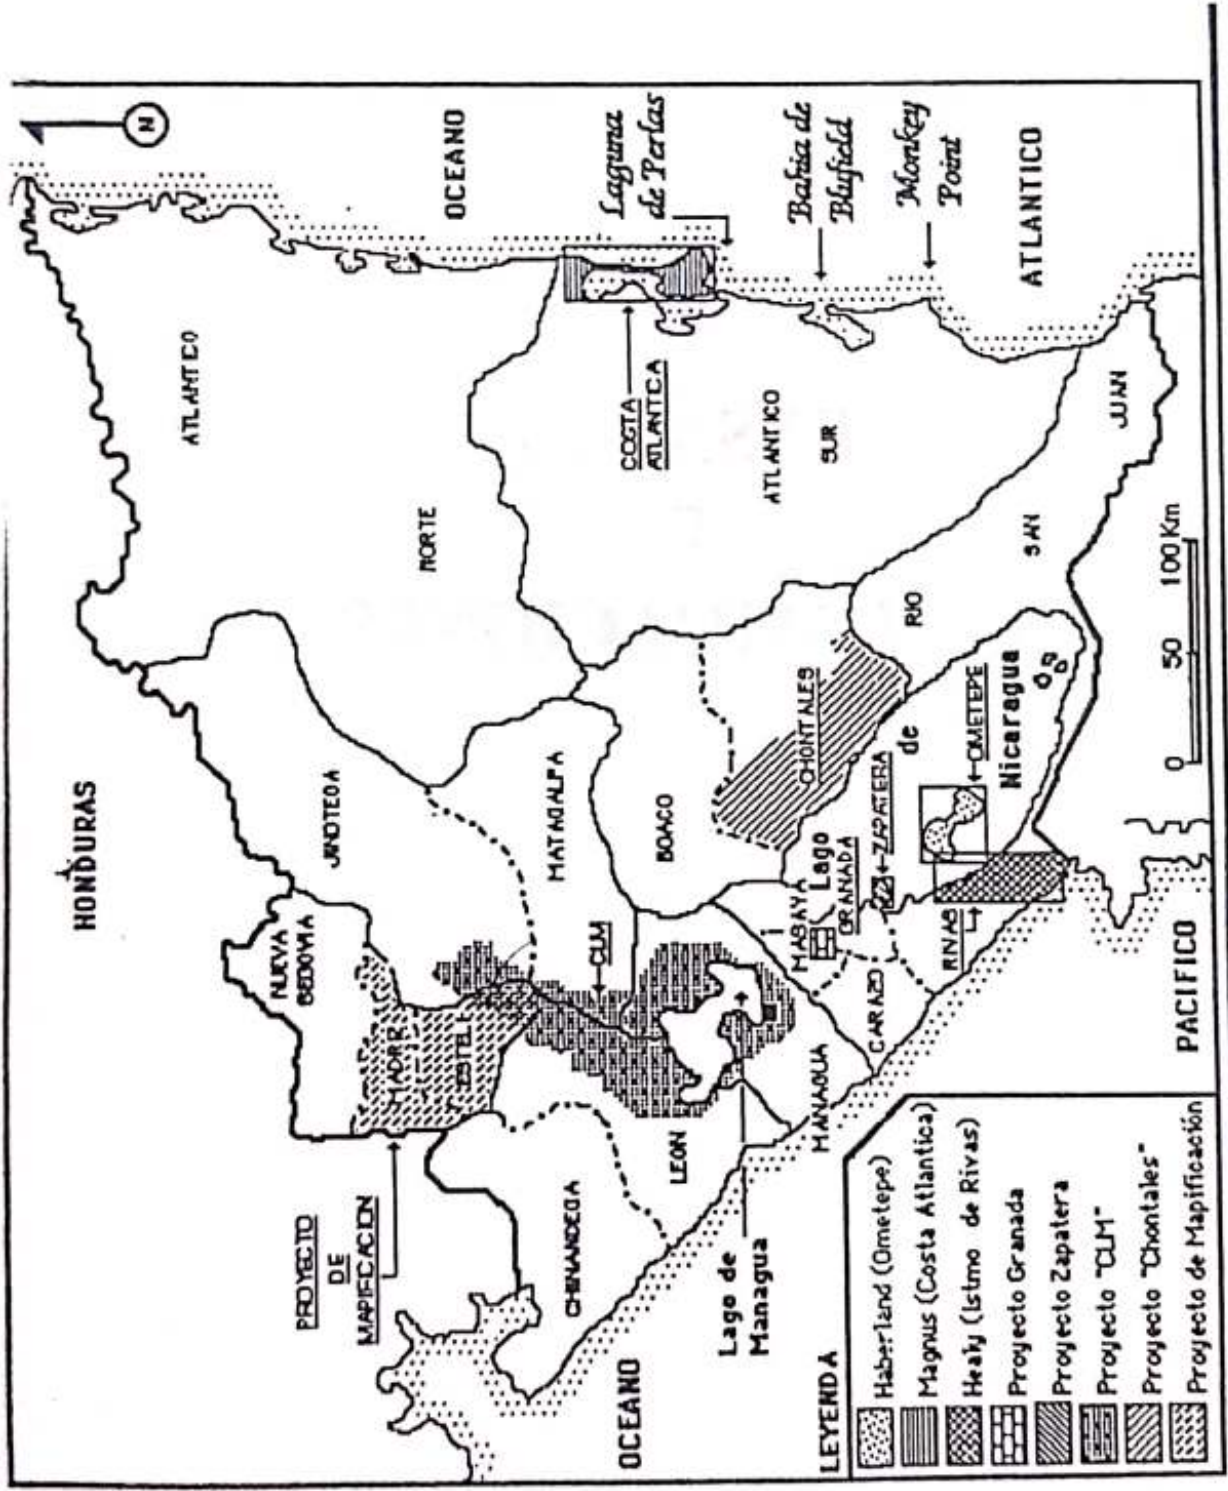 HONDURAS
N
ATLANTICO
NORTE
OCEANO
JINOTEGA
NUEVA
SEGOVIA
MADRIZ
ESTELI
PROYECTO
DE
MAPIFICACION
MATAGALPA
CLM
CHINANDEGA
LEON
BOACO
COSTA
ATLANTICA
Laguna
de Perlas
ATLANTICO
SUR
Bahia de
Blufield
Monkey
Point
ATLANTICO
CHONTALES
MANAGUA
Lago de
Managua
MASAYA
Lago
GRANADA
ZAPATERA
de
CARAZO
RIVAS
OMETEPE
Nicaragua
RIO
SAN
JUAN
OCEANO
PACIFICO
0 50 100 Km
LEYENDA
Haberland (Ometepe)
Magnus (Costa Atlantica)
Healy (Istmo de Rivas)
Proyecto Granada
Proyecto Zapatera
Proyecto "CLM"
Proyecto "Chontales"
Proyecto de Mapificación